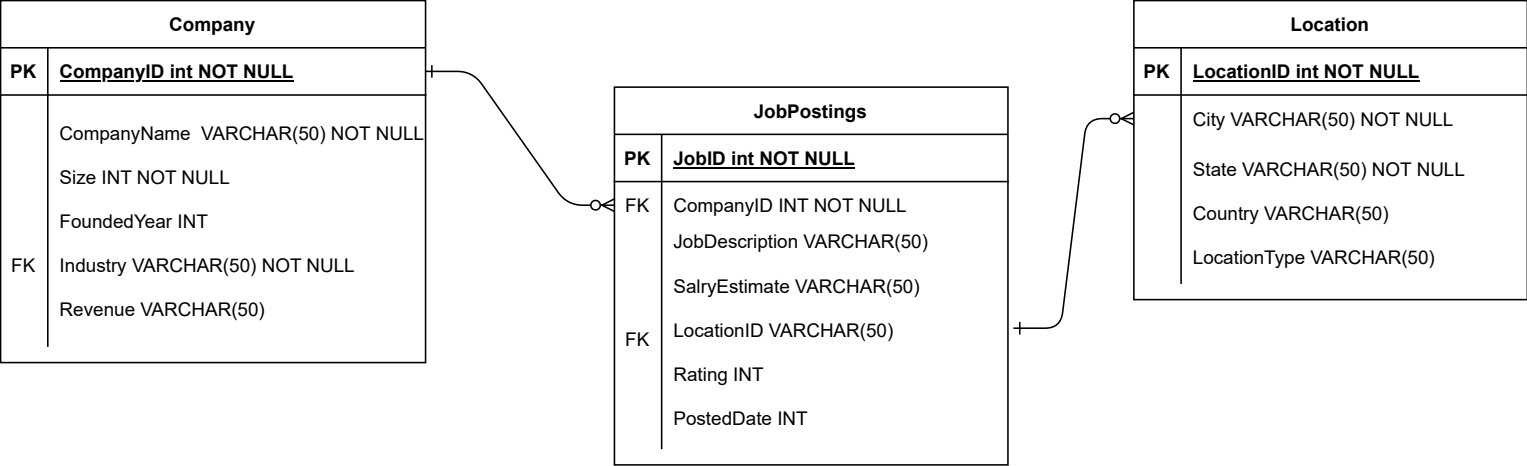 Company
PK CompanyID int NOT NULL
CompanyName VARCHAR(50) NOT NULL
Size INT NOT NULL
FoundedYear INT
FK Industry VARCHAR(50) NOT NULL
Revenue VARCHAR(50)
JobPostings
PK JobID int NOT NULL
FK CompanyID INT NOT NULL
JobDescription VARCHAR(50)
SalryEstimate VARCHAR(50)
FK LocationID VARCHAR(50)
Rating INT
PostedDate INT
Location
PK LocationID int NOT NULL
City VARCHAR(50) NOT NULL
State VARCHAR(50) NOT NULL
Country VARCHAR(50)
LocationType VARCHAR(50)